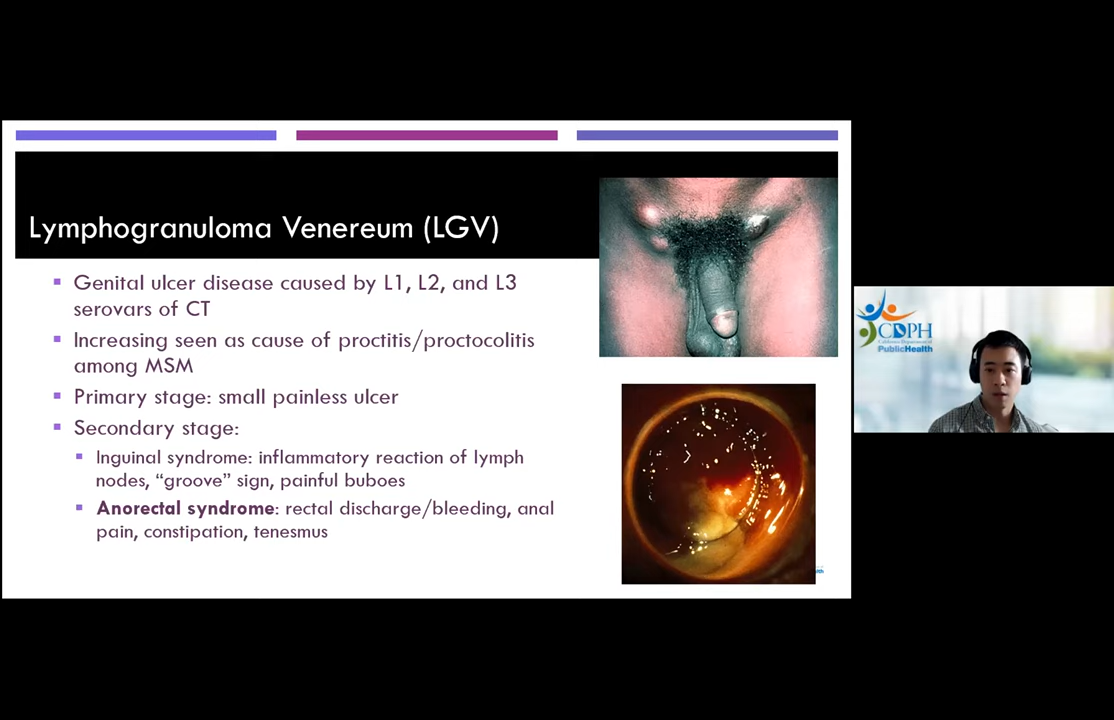 Lymphogranuloma Venereum (LGV)
Genital ulcer disease caused by L1, L2, and L3
serovars of CT
Increasing seen as cause of proctitis/proctocolitis
among MSM
Primary stage: small painless ulcer
Secondary stage:
Inguinal syndrome: inflammatory reaction of lymph
nodes, “groove” sign, painful buboes
Anorectal syndrome: rectal discharge/bleeding, anal
pain, constipation, tenesmus
CDPH
California Department of
PublicHealth